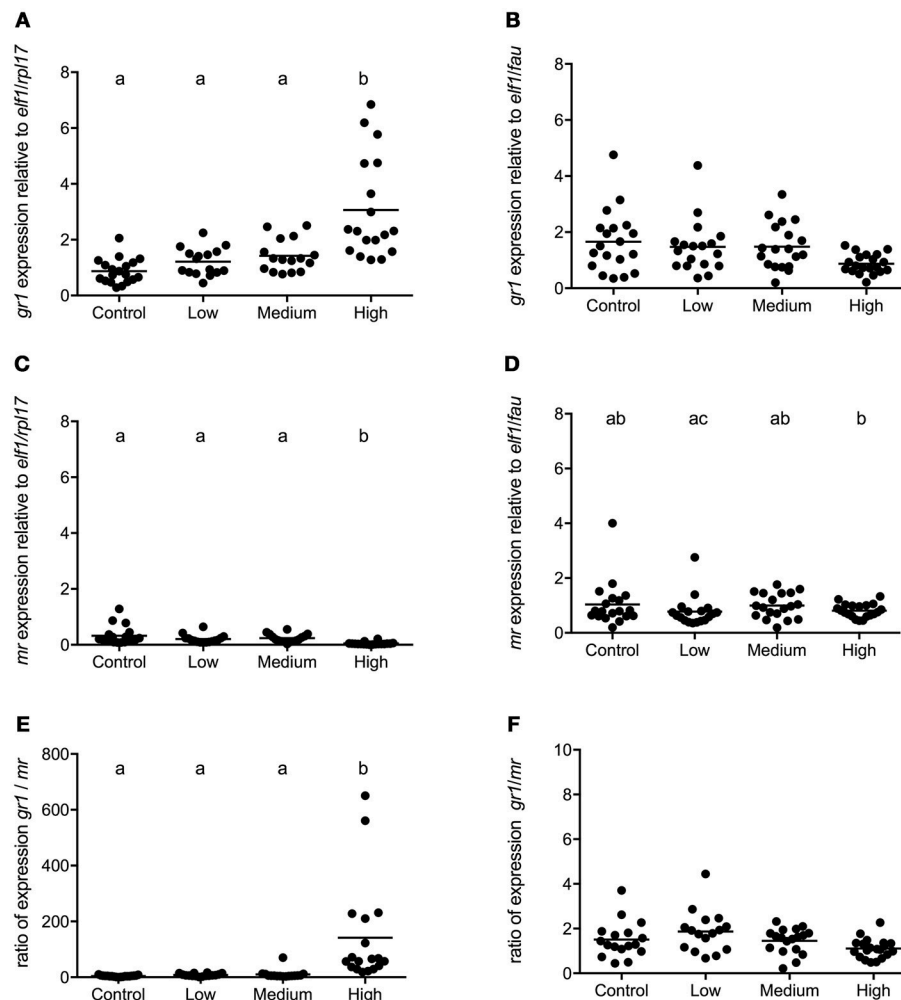 A
gr1 expression relative to elf1/rpl17
8
6
4
2
0
a a a b
Control Low Medium High
B
gr1 expression relative to elf1/fau
8
6
4
2
0
Control Low Medium High
C
mr expression relative to elf1/rpl17
8
6
4
2
0
a a a b
Control Low Medium High
D
mr expression relative to elf1/fau
8
6
4
2
0
ab ac ab b
Control Low Medium High
E
ratio of expression gr1 / mr
800
600
400
200
0
a a a b
Control Low Medium High
F
ratio of expression gr1/mr
10
8
6
4
2
0
Control Low Medium High